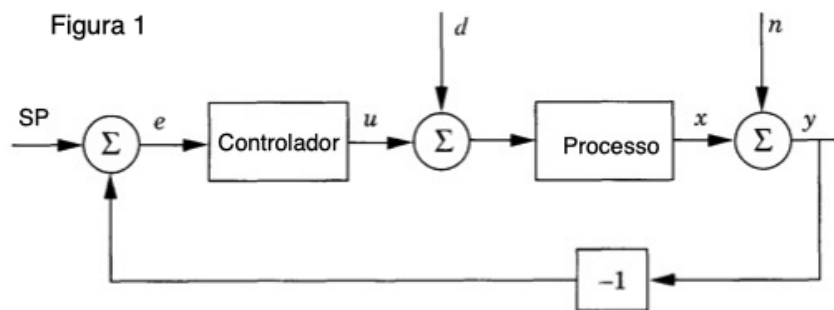 Figura 1
d
n
SP
e
u
x
y
Σ
Controlador
Σ
Processo
Σ
−1